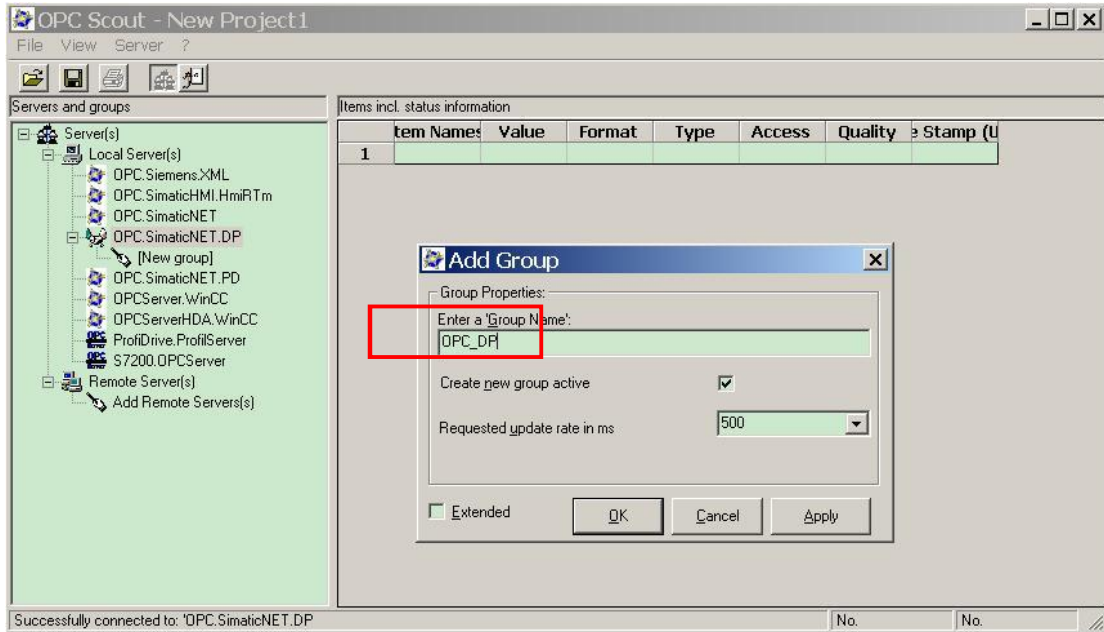 OPC Scout - New Project1
File View Server ?
Servers and groups
Items incl. status information
Server(s)
Local Server(s)
OPC.Siemens.XML
OPC.SimaticHMI.HmiRTm
OPC.SimaticNET
OPC.SimaticNET.DP
[New group]
OPC.SimaticNET.PD
OPCServer.WinCC
OPCServerHDA.WinCC
OPC ProfiDrive.ProfilServer
OPC S7200.OPCServer
Remote Server(s)
Add Remote Servers(s)
tem Names Value Format Type Access Quality e Stamp (U
1
Add Group
Group Properties:
Enter a 'Group Name':
OPC_DP
Create new group active
Requested update rate in ms 500
Extended OK Cancel Apply
Successfully connected to: 'OPC.SimaticNET.DP No. No.